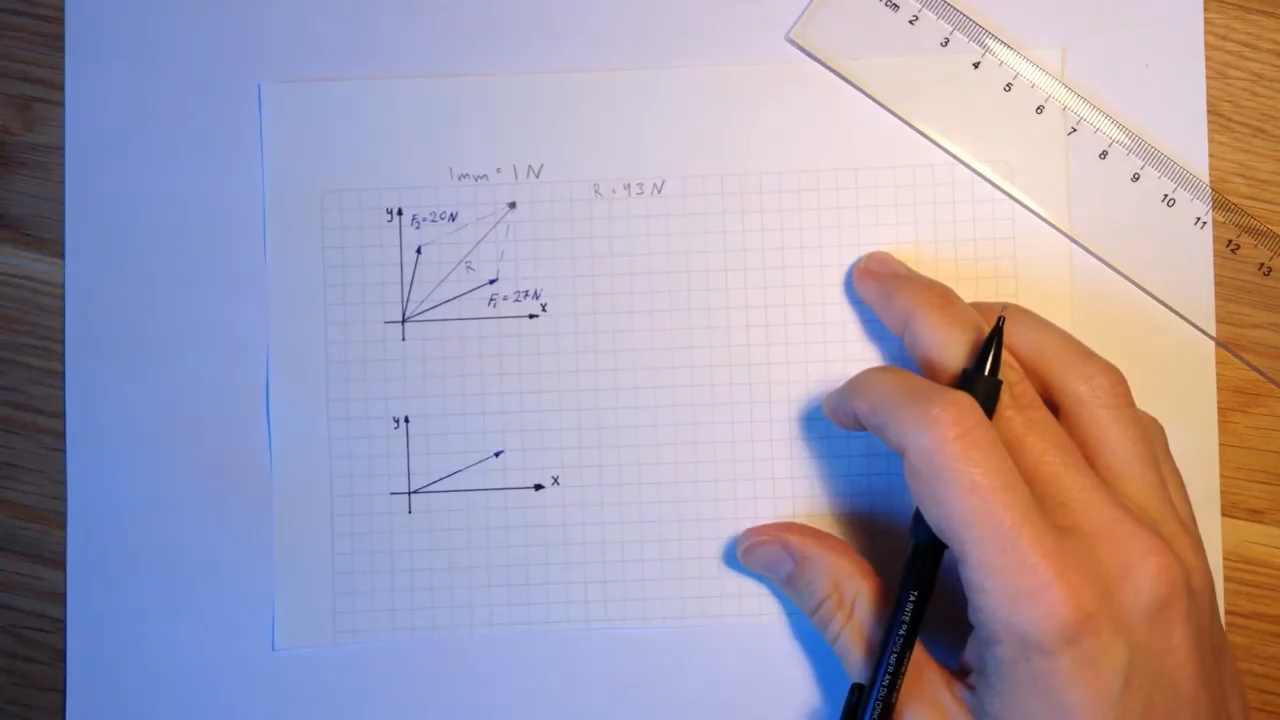 cm 2 3 4 5 6 7 8 9 10 11 12 13
1mm = 1N
R = 43N
y
F₂=20N
R
F₁=27N
x
y
x